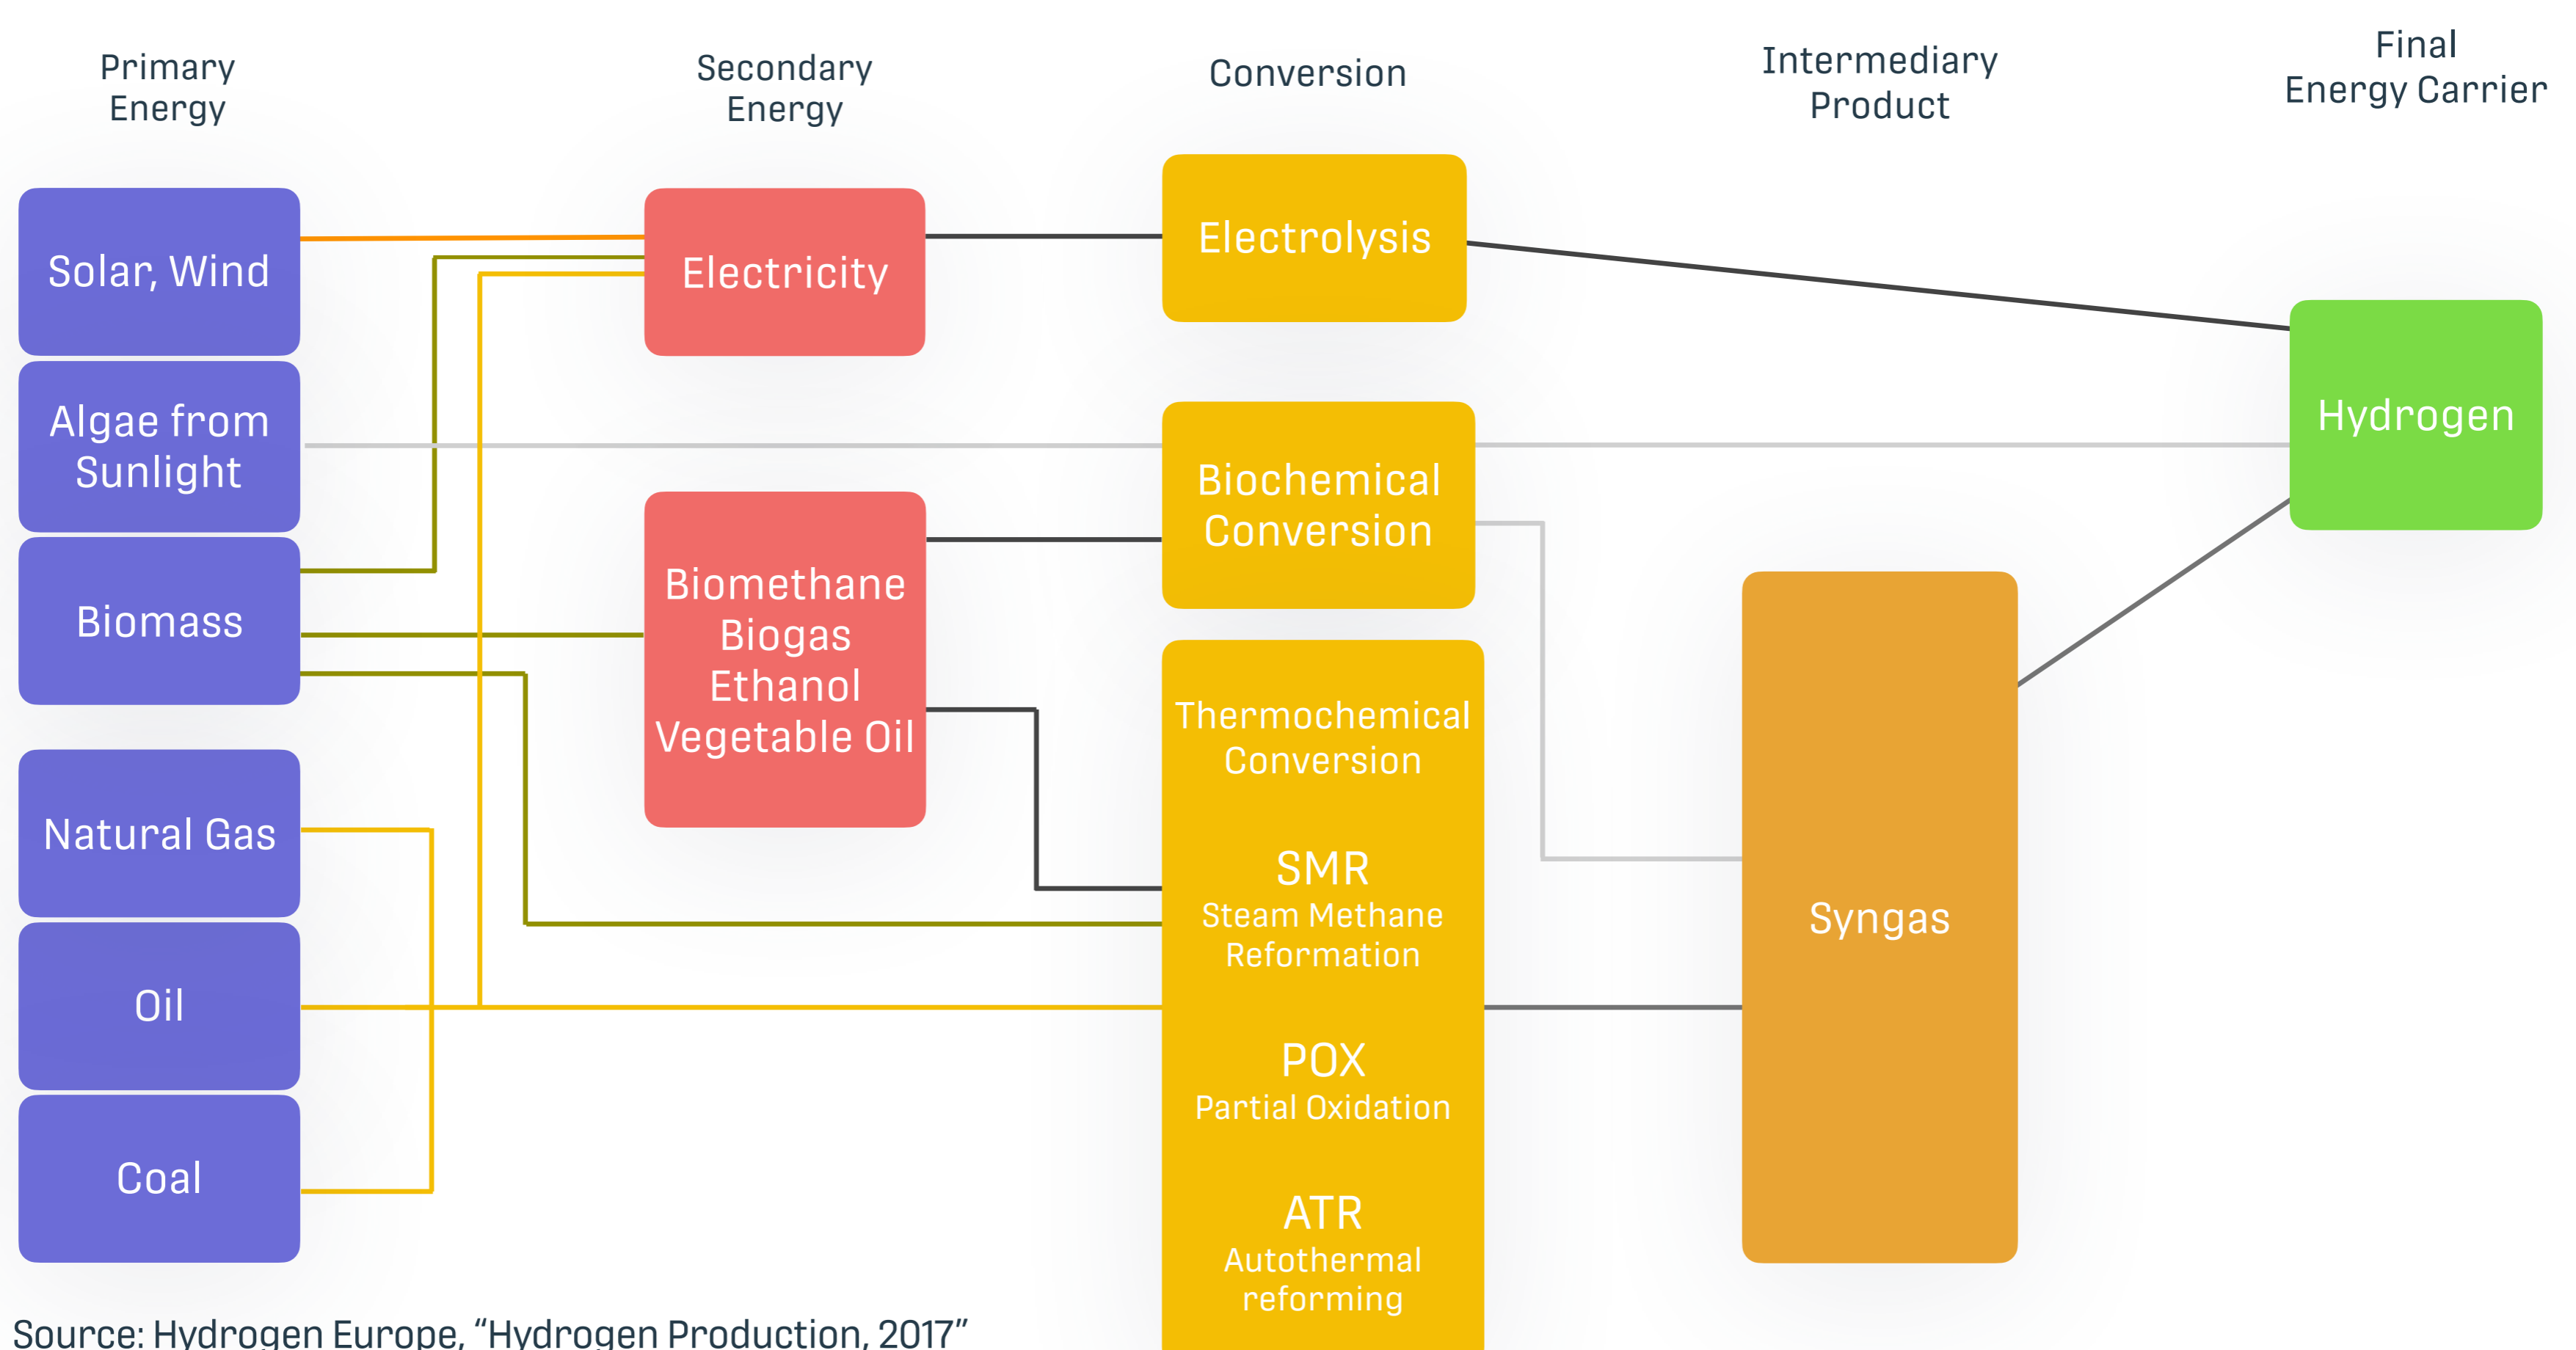 Primary
Energy
Secondary
Energy
Conversion
Intermediary
Product
Final
Energy Carrier
Solar, Wind
Algae from
Sunlight
Biomass
Natural Gas
Oil
Coal
Electricity
Biomethane
Biogas
Ethanol
Vegetable Oil
Electrolysis
Biochemical
Conversion
Thermochemical
Conversion
SMR
Steam Methane
Reformation
POX
Partial Oxidation
ATR
Autothermal
reforming
Syngas
Hydrogen
Source: Hydrogen Europe, “Hydrogen Production, 2017”